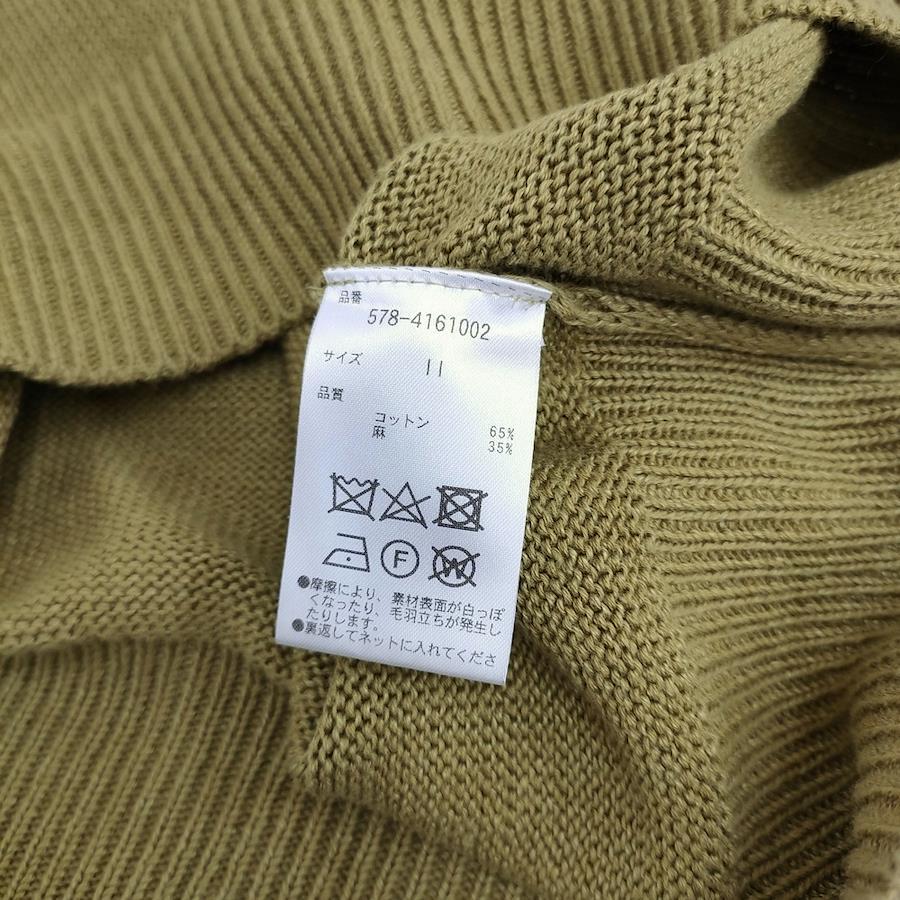 品番
578-4161002
サイズ 11
品質
コットン 65%
麻 35%
F W
●摩擦により、素材表面が白っぽ
くなったり、毛羽立ちが発生し
たりします。
●裏返してネットに入れてくださ